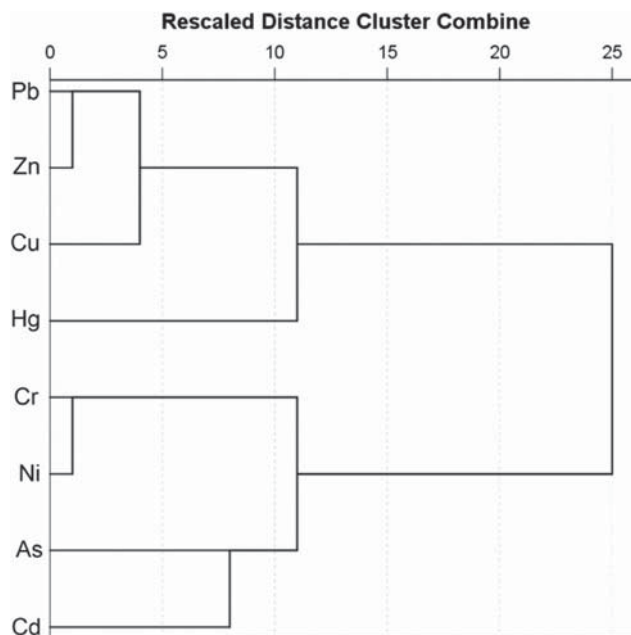 Rescaled Distance Cluster Combine
0 5 10 15 20 25
Pb
Zn
Cu
Hg
Cr
Ni
As
Cd